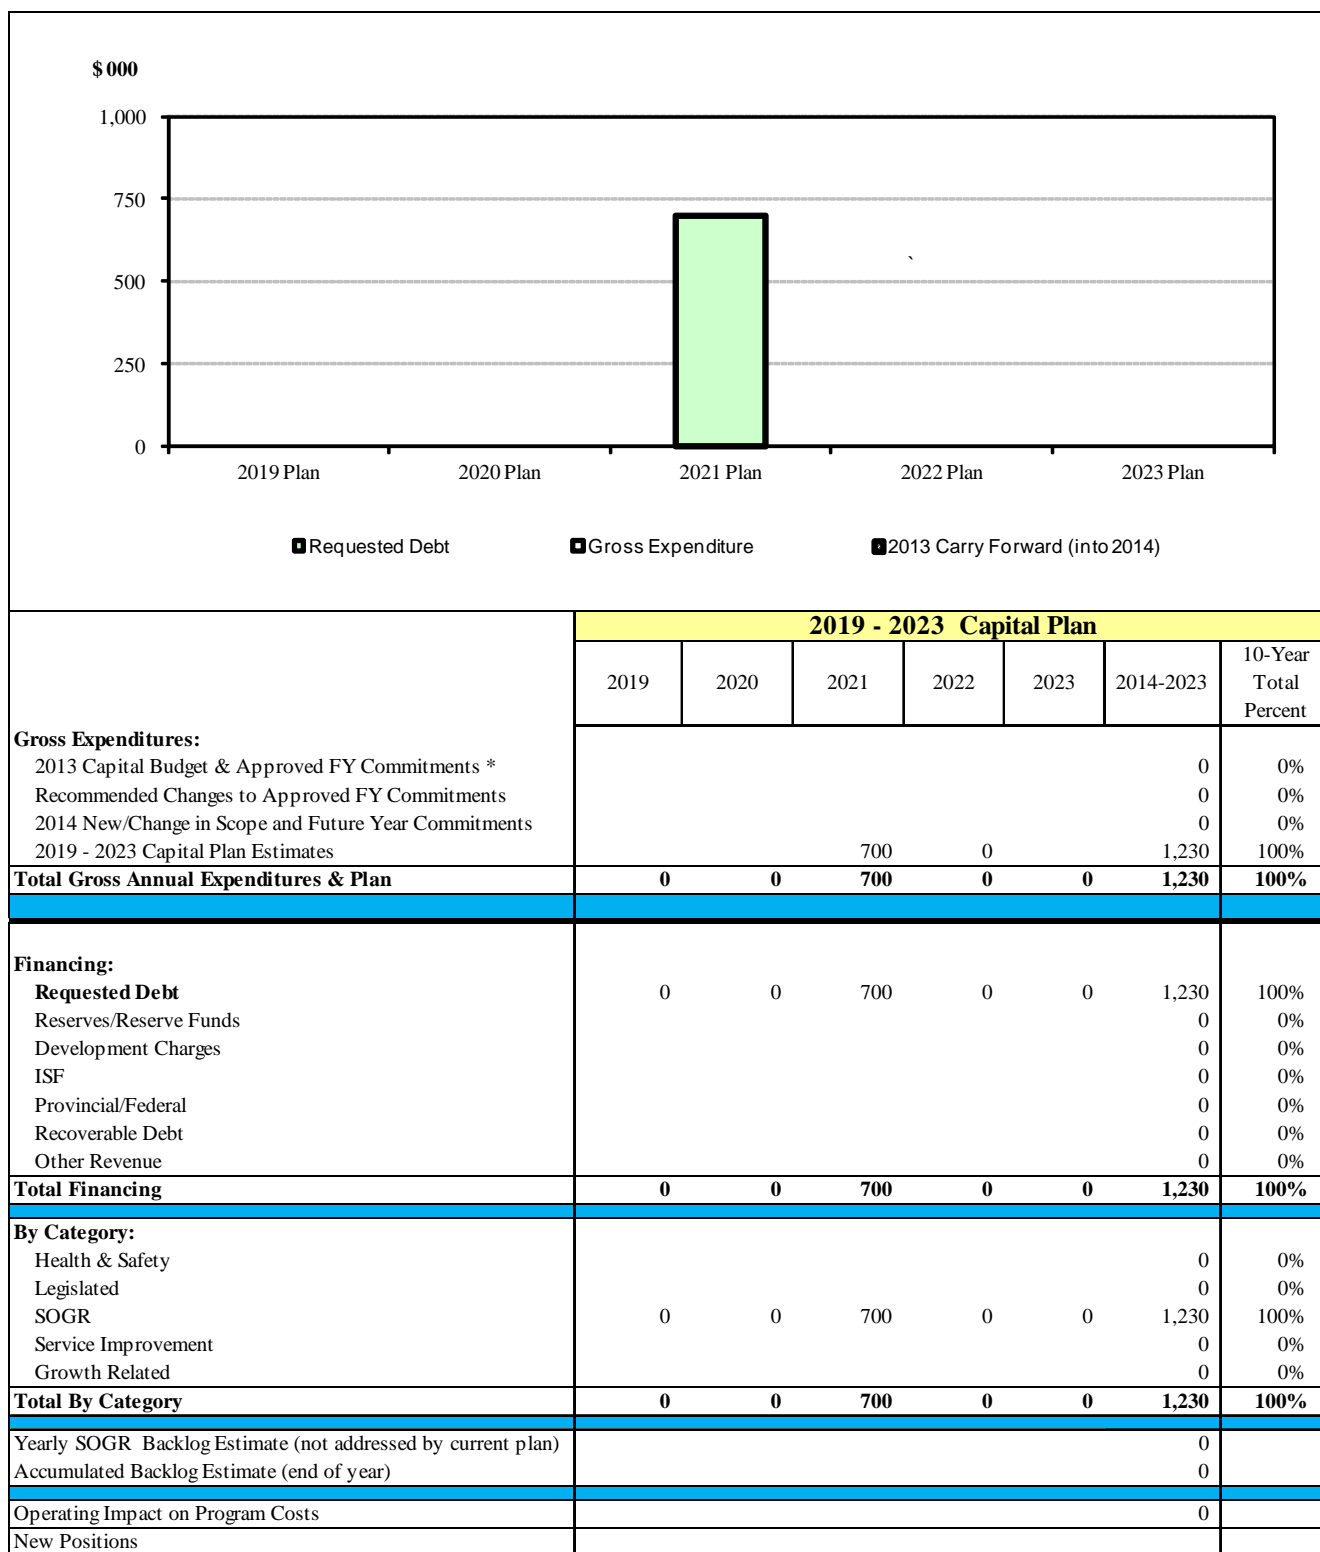 $ 000
1,000
750
500
250
0
`
2019 Plan 2020 Plan 2021 Plan 2022 Plan 2023 Plan
Requested Debt Gross Expenditure 2013 Carry Forward (into 2014)
2019 - 2023 Capital Plan
2019 2020 2021 2022 2023 2014-2023 10-Year Total Percent
Gross Expenditures:
2013 Capital Budget & Approved FY Commitments * 0 0%
Recommended Changes to Approved FY Commitments 0 0%
2014 New/Change in Scope and Future Year Commitments 0 0%
2019 - 2023 Capital Plan Estimates 700 0 1,230 100%
Total Gross Annual Expenditures & Plan 0 0 700 0 0 1,230 100%
Financing:
Requested Debt 0 0 700 0 0 1,230 100%
Reserves/Reserve Funds 0 0%
Development Charges 0 0%
ISF 0 0%
Provincial/Federal 0 0%
Recoverable Debt 0 0%
Other Revenue 0 0%
Total Financing 0 0 700 0 0 1,230 100%
By Category:
Health & Safety 0 0%
Legislated 0 0%
SOGR 0 0 700 0 0 1,230 100%
Service Improvement 0 0%
Growth Related 0 0%
Total By Category 0 0 700 0 0 1,230 100%
Yearly SOGR Backlog Estimate (not addressed by current plan) 0
Accumulated Backlog Estimate (end of year) 0
Operating Impact on Program Costs 0
New Positions